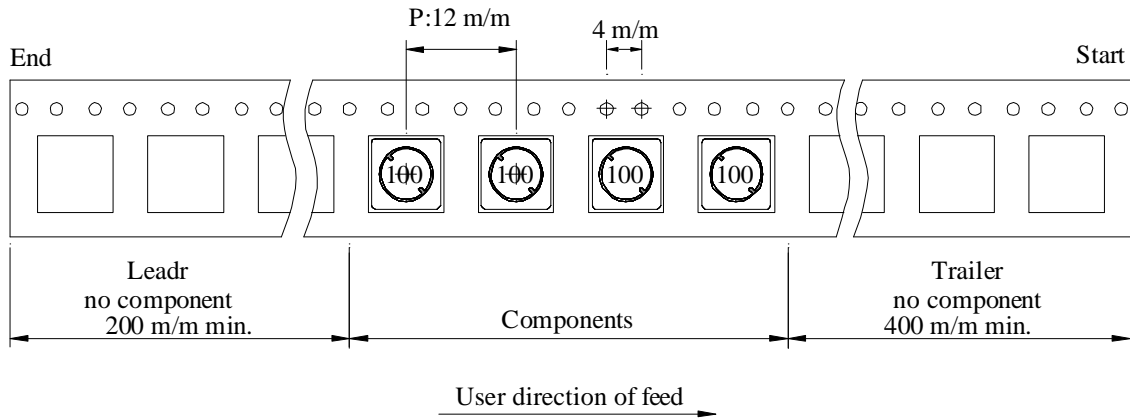 P:12 m/m
4 m/m
End
Start
100
100
100
100
Leadr
no component
200 m/m min.
Components
Trailer
no component
400 m/m min.
User direction of feed